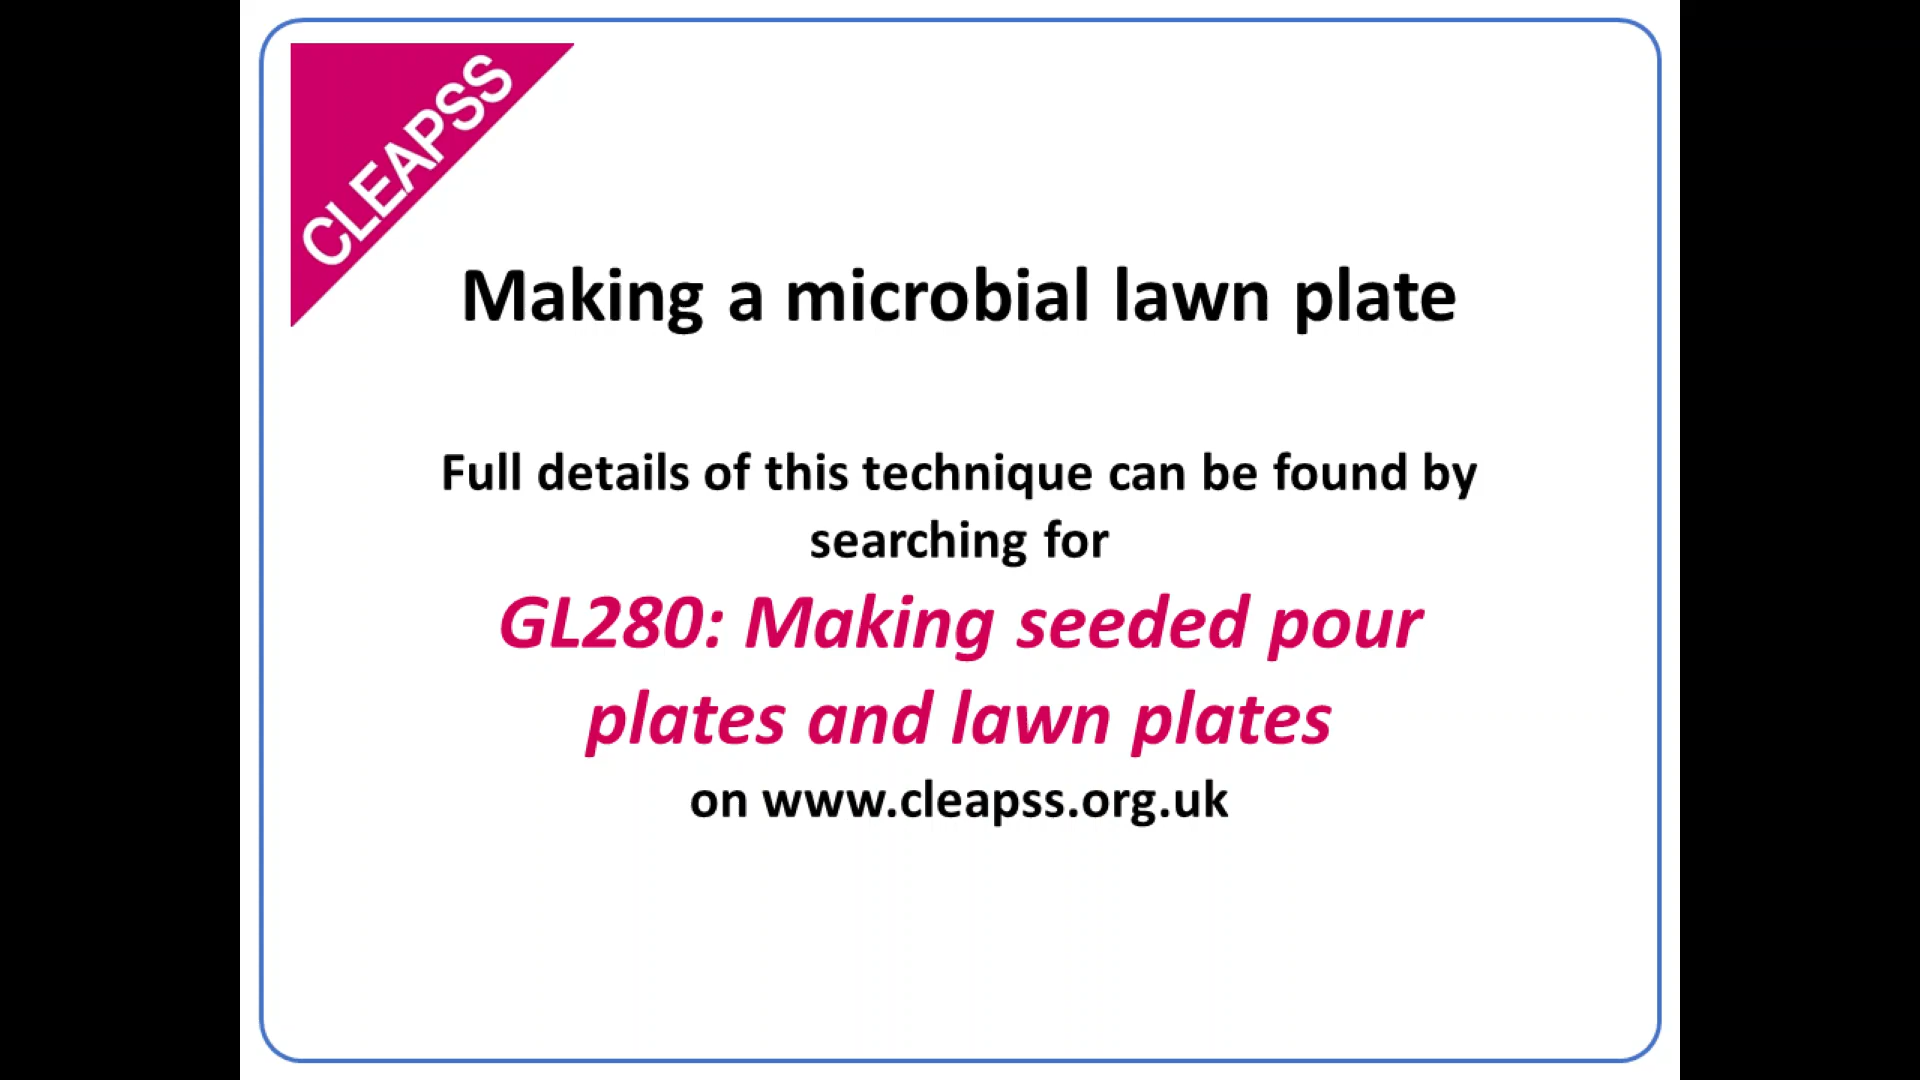 CLEAPSS
Making a microbial lawn plate
Full details of this technique can be found by
searching for
GL280: Making seeded pour
plates and lawn plates
on www.cleapss.org.uk